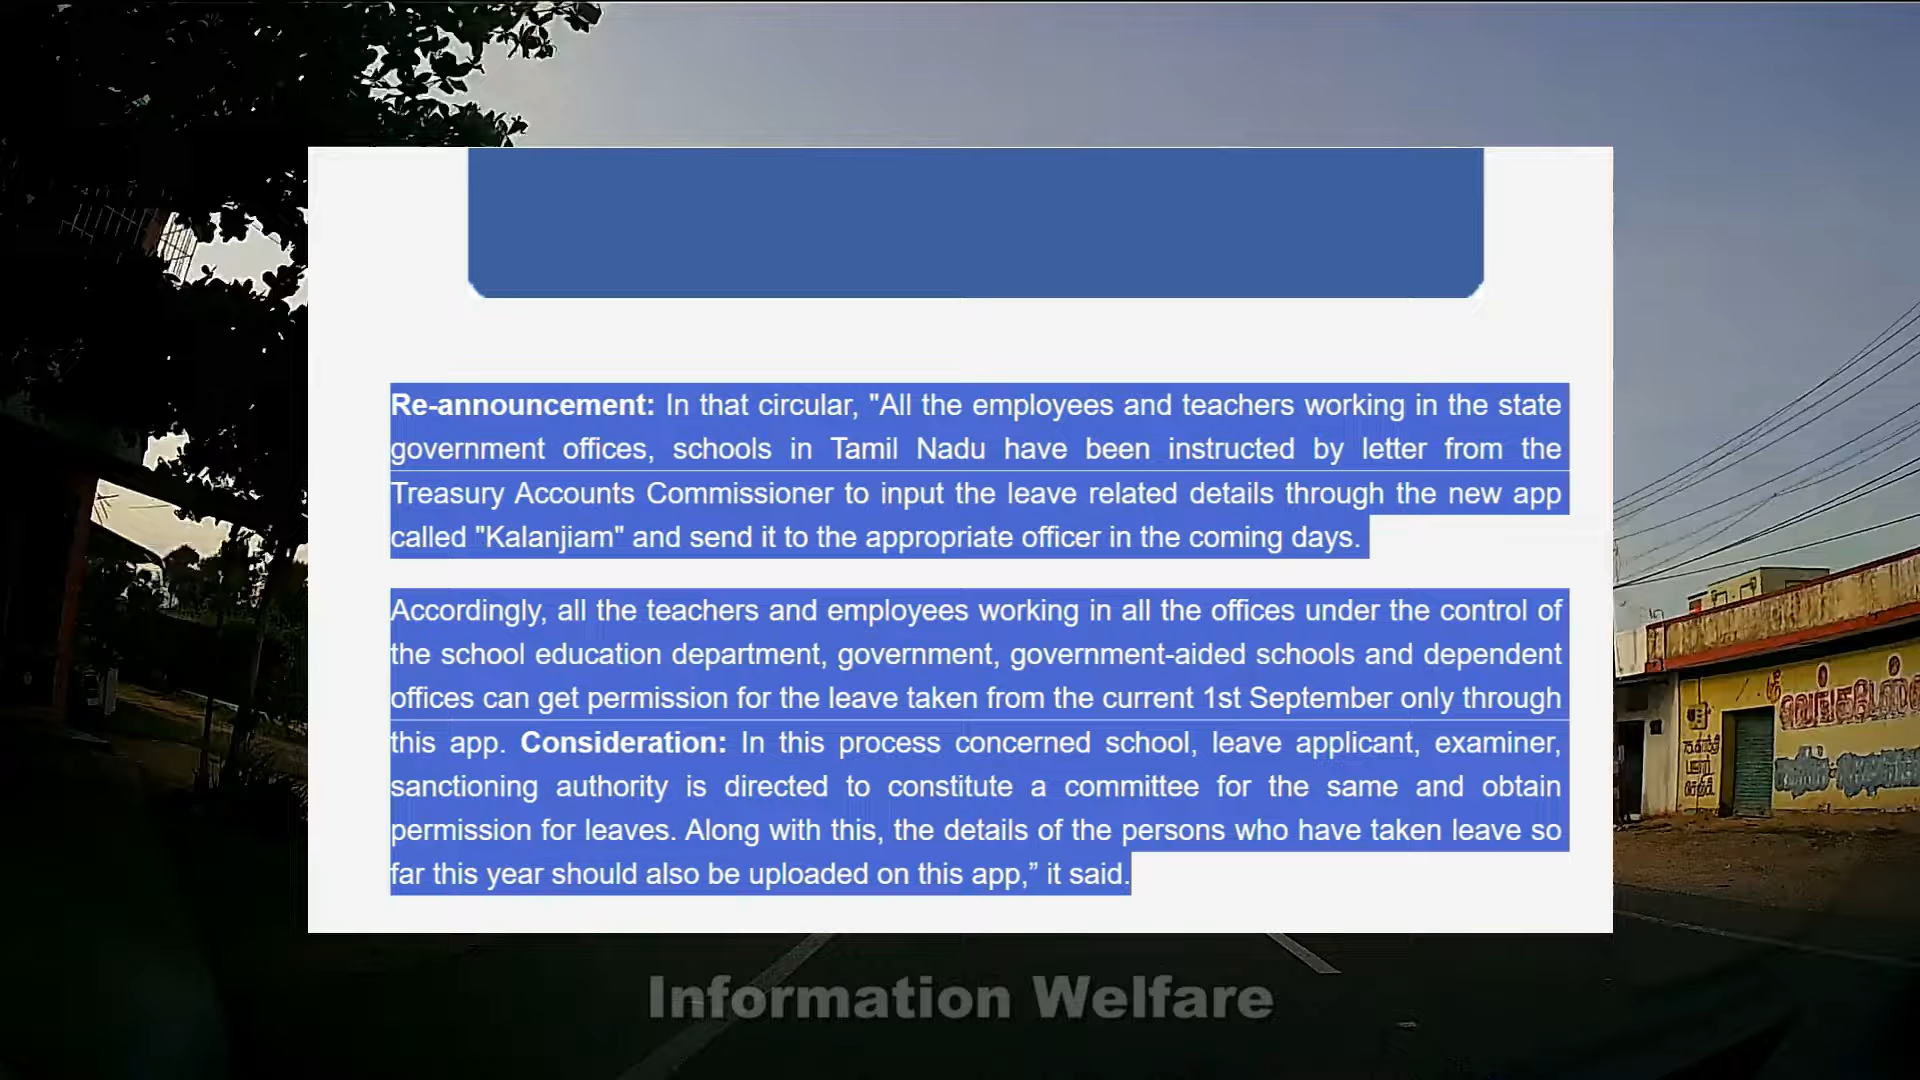 Re-announcement: In that circular, "All the employees and teachers working in the state
government offices, schools in Tamil Nadu have been instructed by letter from the
Treasury Accounts Commissioner to input the leave related details through the new app
called "Kalanjiam" and send it to the appropriate officer in the coming days.
Accordingly, all the teachers and employees working in all the offices under the control of
the school education department, government, government-aided schools and dependent
offices can get permission for the leave taken from the current 1st September only through
this app. Consideration: In this process concerned school, leave applicant, examiner,
sanctioning authority is directed to constitute a committee for the same and obtain
permission for leaves. Along with this, the details of the persons who have taken leave so
far this year should also be uploaded on this app,” it said.
ஸ்ரீ
Information Welfare